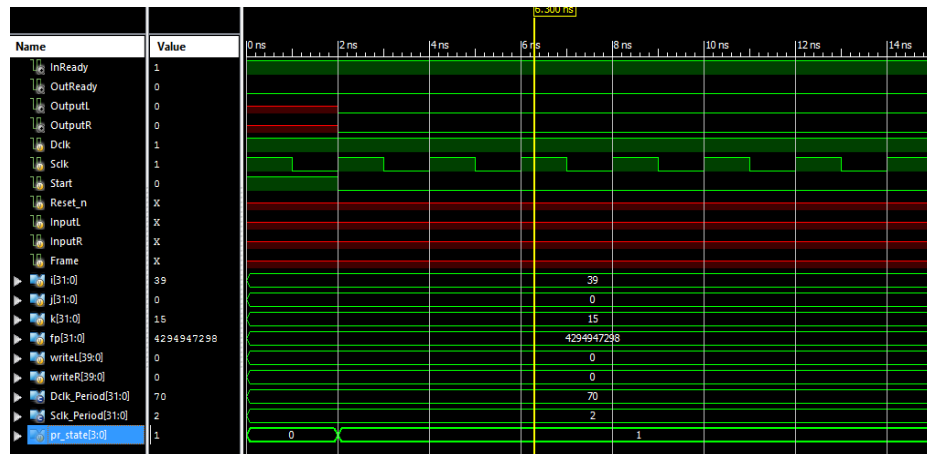 6.300 ns
Name Value 0 ns 2 ns 4 ns 6 ns 8 ns 10 ns 12 ns 14 ns
InReady 1
OutReady 0
OutputL 0
OutputR 0
Dclk 1
Sclk 1
Start 0
Reset_n X
InputL X
InputR X
Frame X
i[31:0] 39 39
j[31:0] 0 0
k[31:0] 15 15
fp[31:0] 4294947298 4294947298
writeL[39:0] 0 0
writeR[39:0] 0 0
Dclk_Period[31:0] 70 70
Sclk_Period[31:0] 2 2
pr_state[3:0] 1 0 1